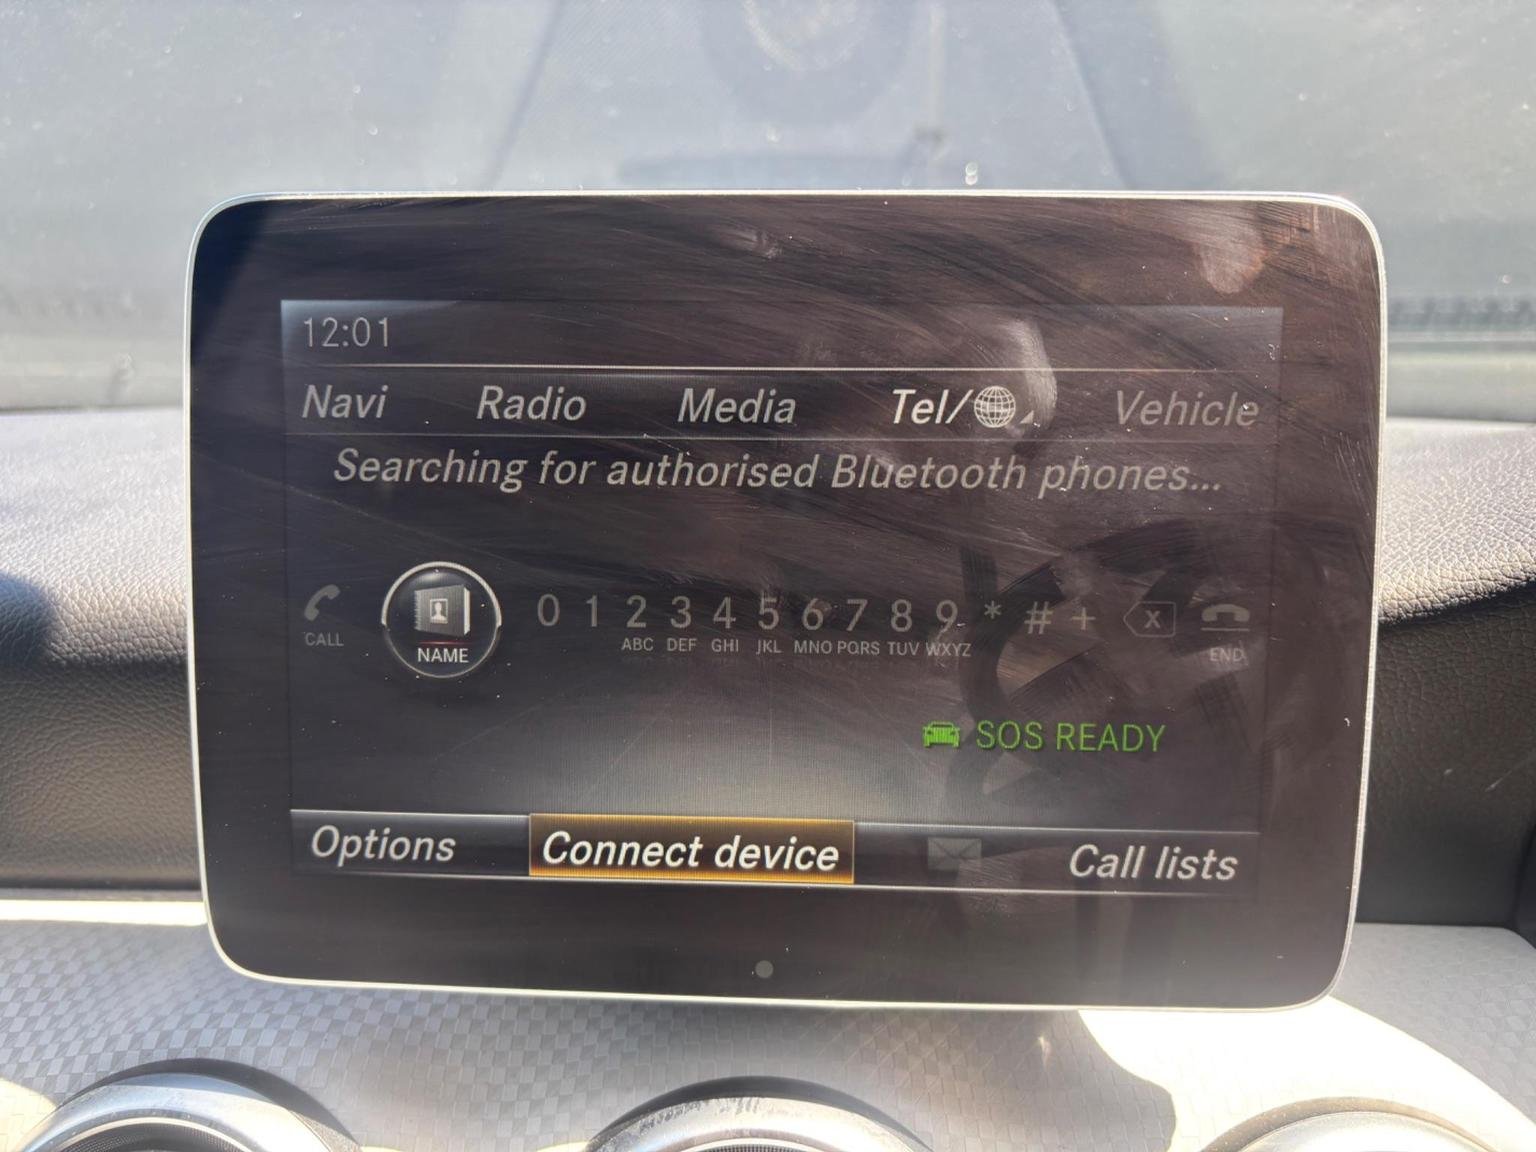 12:01
Navi Radio Media Tel/ Vehicle
Searching for authorised Bluetooth phones...
0 1 2 3 4 5 6 7 8 9 * # + X
CALL NAME ABC DEF GHI JKL MNO PQRS TUV WXYZ END
SOS READY
Options Connect device Call lists